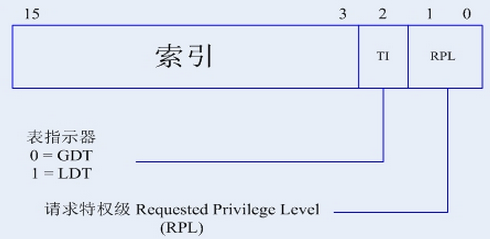 15 3 2 1 0
索引 TI RPL
表指示器
0 = GDT
1 = LDT
请求特权级 Requested Privilege Level
(RPL)